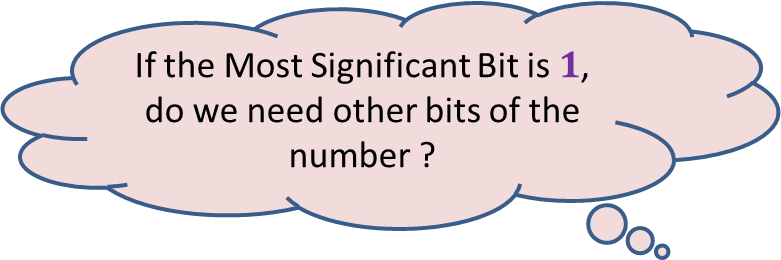 If the Most Significant Bit is 1,
do we need other bits of the
number ?